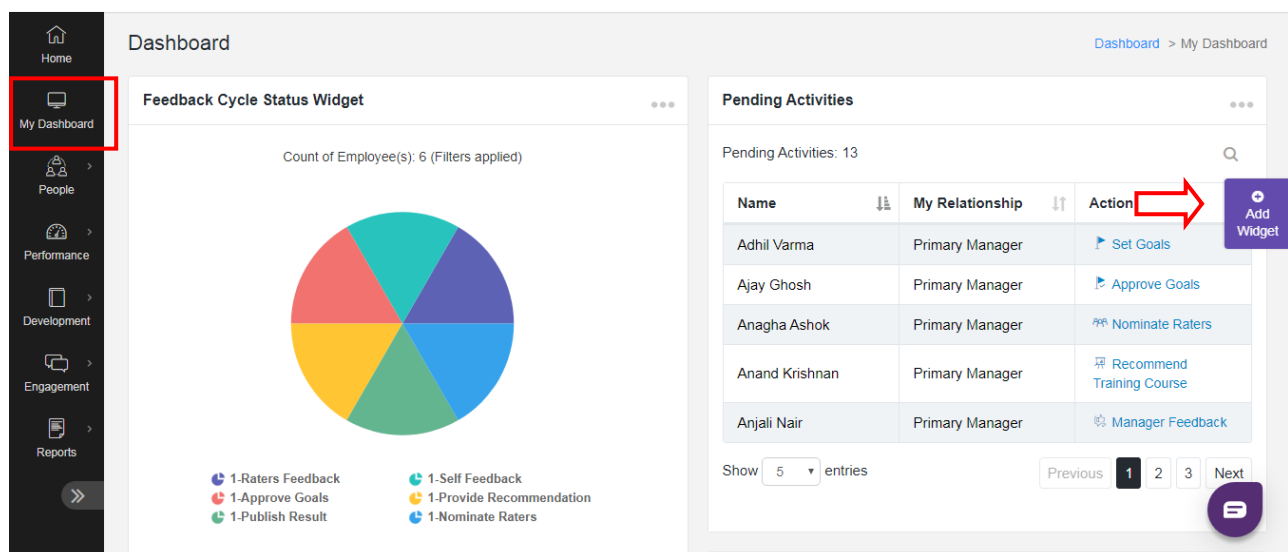 Home
My Dashboard
People
Performance
Development
Engagement
Reports
Dashboard
Dashboard > My Dashboard
Feedback Cycle Status Widget
Count of Employee(s): 6 (Filters applied)
1-Raters Feedback
1-Self Feedback
1-Approve Goals
1-Provide Recommendation
1-Publish Result
1-Nominate Raters
Pending Activities
Pending Activities: 13
Name My Relationship Action
Adhil Varma Primary Manager Set Goals
Ajay Ghosh Primary Manager Approve Goals
Anagha Ashok Primary Manager Nominate Raters
Anand Krishnan Primary Manager Recommend
Training Course
Anjali Nair Primary Manager Manager Feedback
Show 5 entries
Previous 1 2 3 Next
Add
Widget